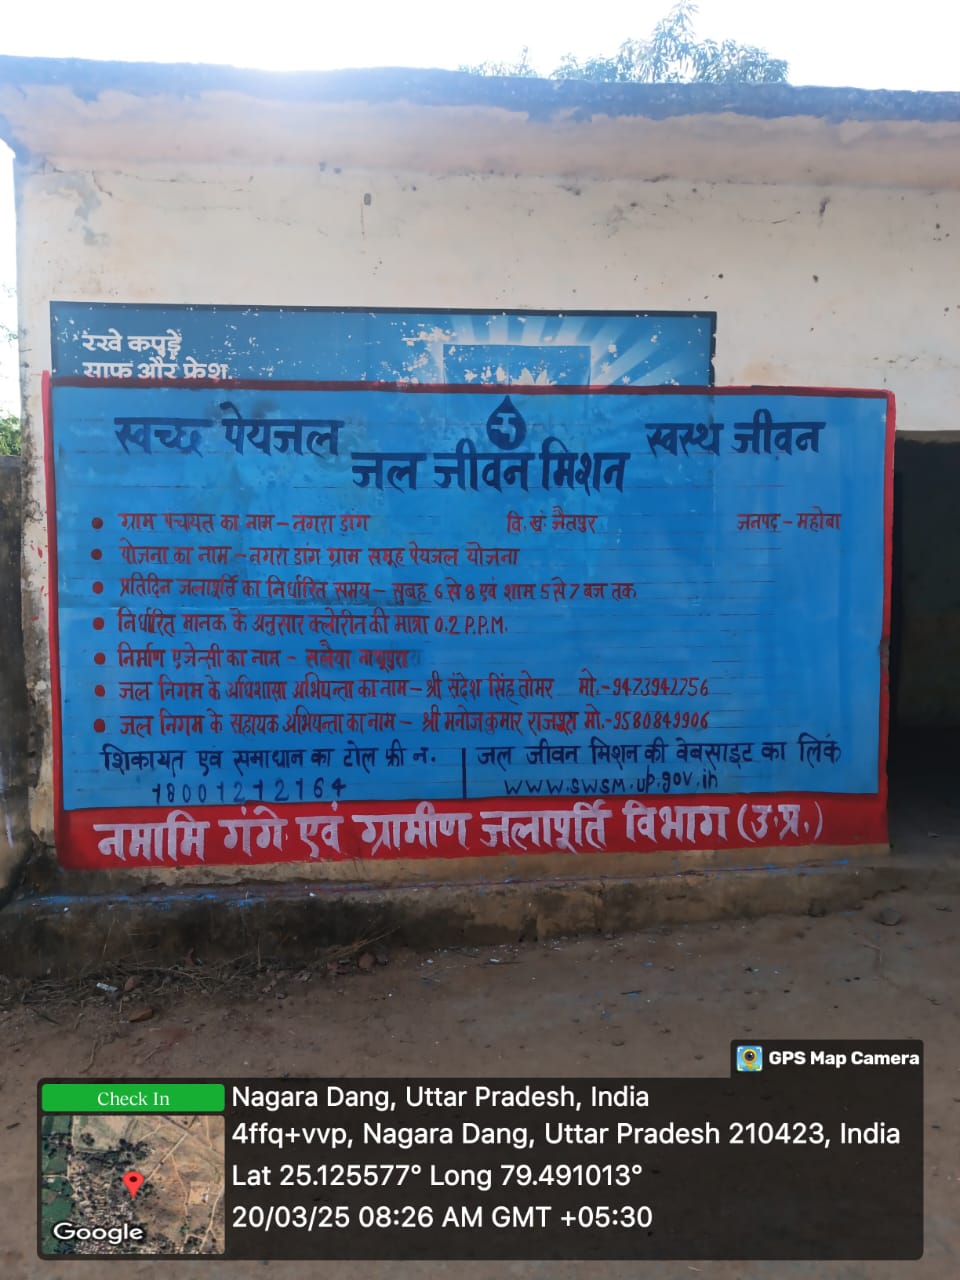 रखे कपड़े
साफ और फ्रेश
स्वच्छ पेयजल
स्वस्थ जीवन
जल जीवन मिशन
ग्राम पंचायत का नाम – नगरा डांग वि.खं. जैतपुर जनपद – महोबा
योजना का नाम – नगरा डांग ग्राम समूह पेयजल योजना
प्रतिदिन जलापूर्ति का निर्धारित समय – सुबह 6 से 8 एवं शाम 5 से 7 बजे तक
निर्धारित मानक के अनुसार क्लोरीन की मात्रा 0.2 P.P.M.
निर्माण एजेन्सी का नाम –
जल निगम के अधिशासी अभियन्ता का नाम – श्री संदेश सिंह तोमर मो.-9473942756
जल निगम के सहायक अभियन्ता का नाम – श्री मनोज कुमार राजपूत मो.-9580849906
शिकायत एवं समाधान का टोल फ्री नं.
18001212164
जल जीवन मिशन की वेबसाइट का लिंक
www.swsm.up.gov.in
नमामि गंगे एवं ग्रामीण जलापूर्ति विभाग (उ.प्र.)
GPS Map Camera
Check In
Nagara Dang, Uttar Pradesh, India
4ffq+vvp, Nagara Dang, Uttar Pradesh 210423, India
Lat 25.125577° Long 79.491013°
20/03/25 08:26 AM GMT +05:30
Google